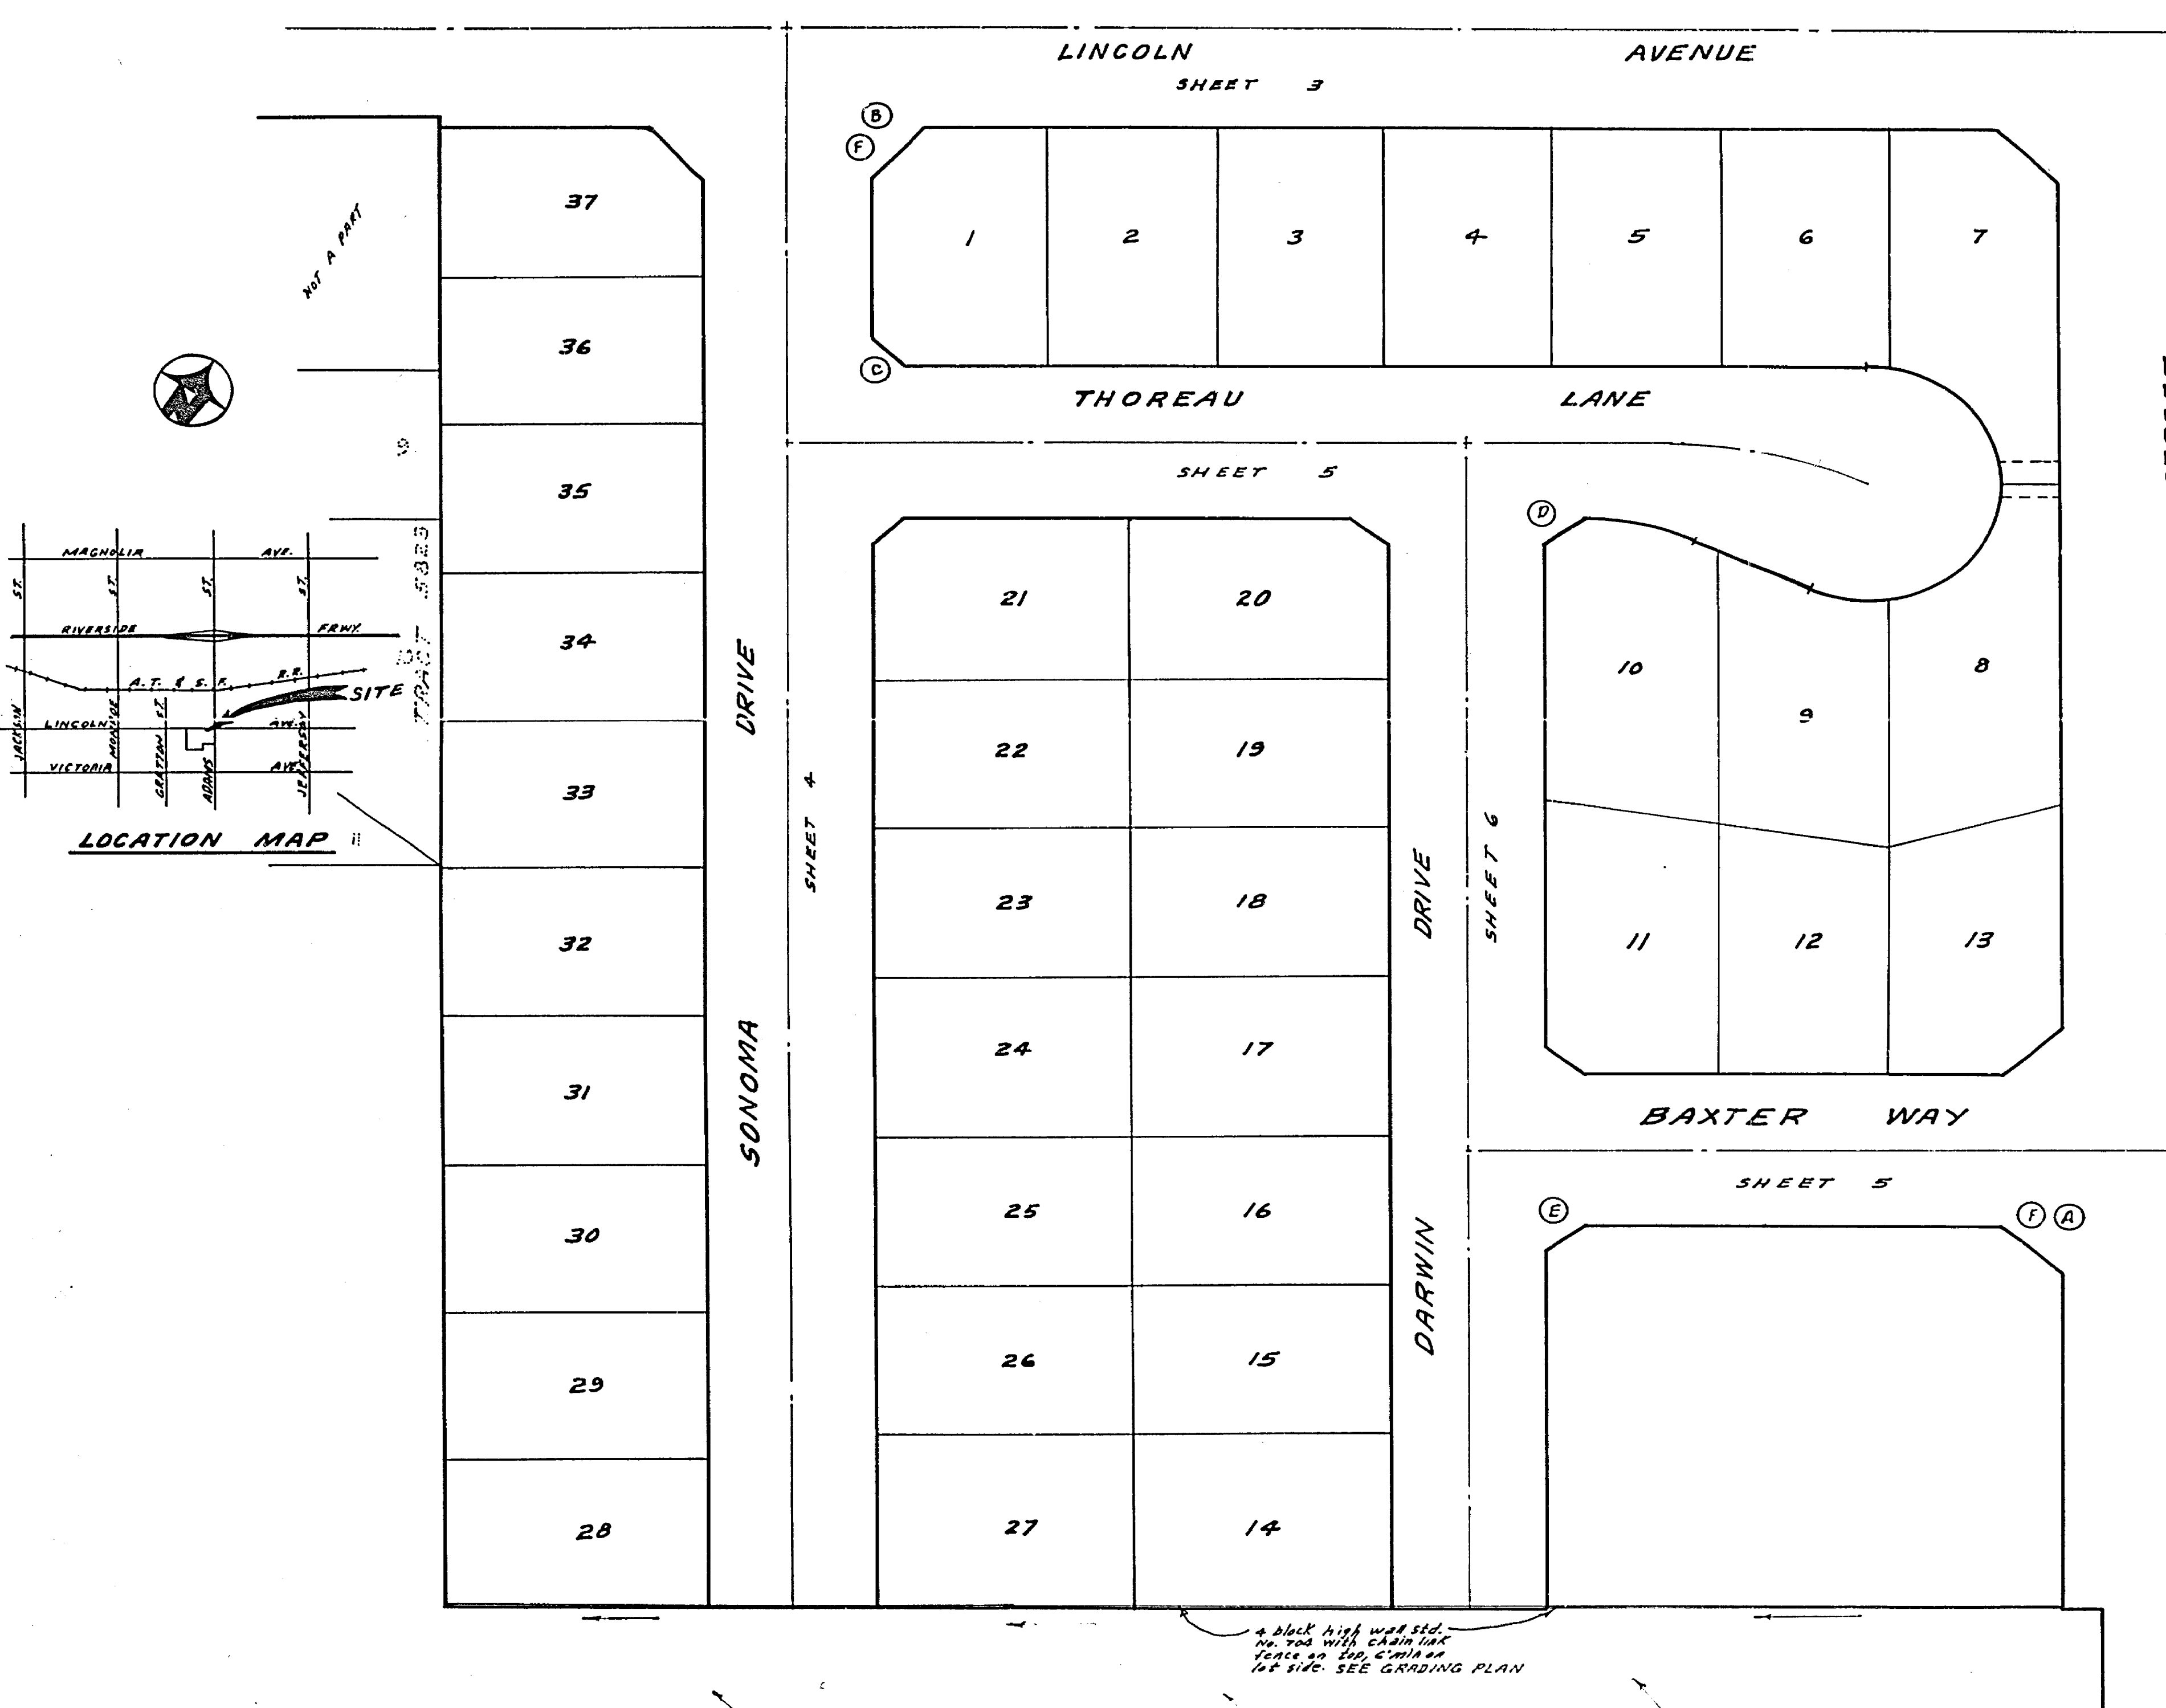 LINCOLN AVENUE
SHEET 3
B
F
37
NOT A PART
1 2 3 4 5 6 7
36
C
THOREAU LANE
9
SHEET 5
35
D
MAGNOLIA AVE.
ST. ST. ST. ST.
RIVERSIDE FRWY.
A. T. & S. F. R.R.
SITE
LINCOLN AVE.
VICTORIA AVE.
JACKSON
MONROE
GRATTON ST.
ADAMS
JEFFERSON
LOCATION MAP
11
10
TRACT 5823
34
21 20
10 9 8
DRIVE
33
22 19
SHEET 4
SHEET 6
32
23 18
DRIVE
11 12 13
31
24 17
SONOMA
BAXTER WAY
SHEET 5
30
25 16
E
F A
DARWIN
29
26 15
28
27 14
4 block high wall std.
No. 704 with chain link
fence on top, 6' min on
lot side. SEE GRADING PLAN